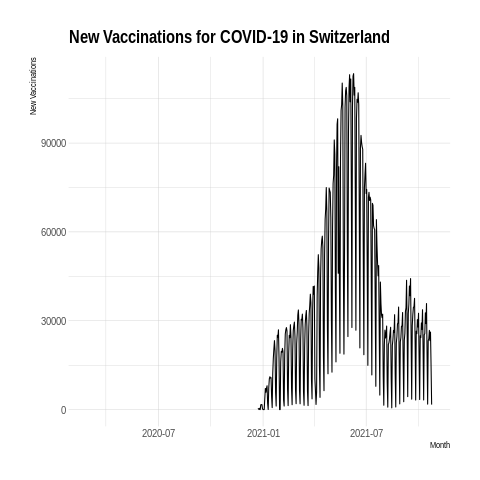 New Vaccinations for COVID-19 in Switzerland
New Vaccinations
90000
60000
30000
0
2020-07
2021-01
2021-07
Month